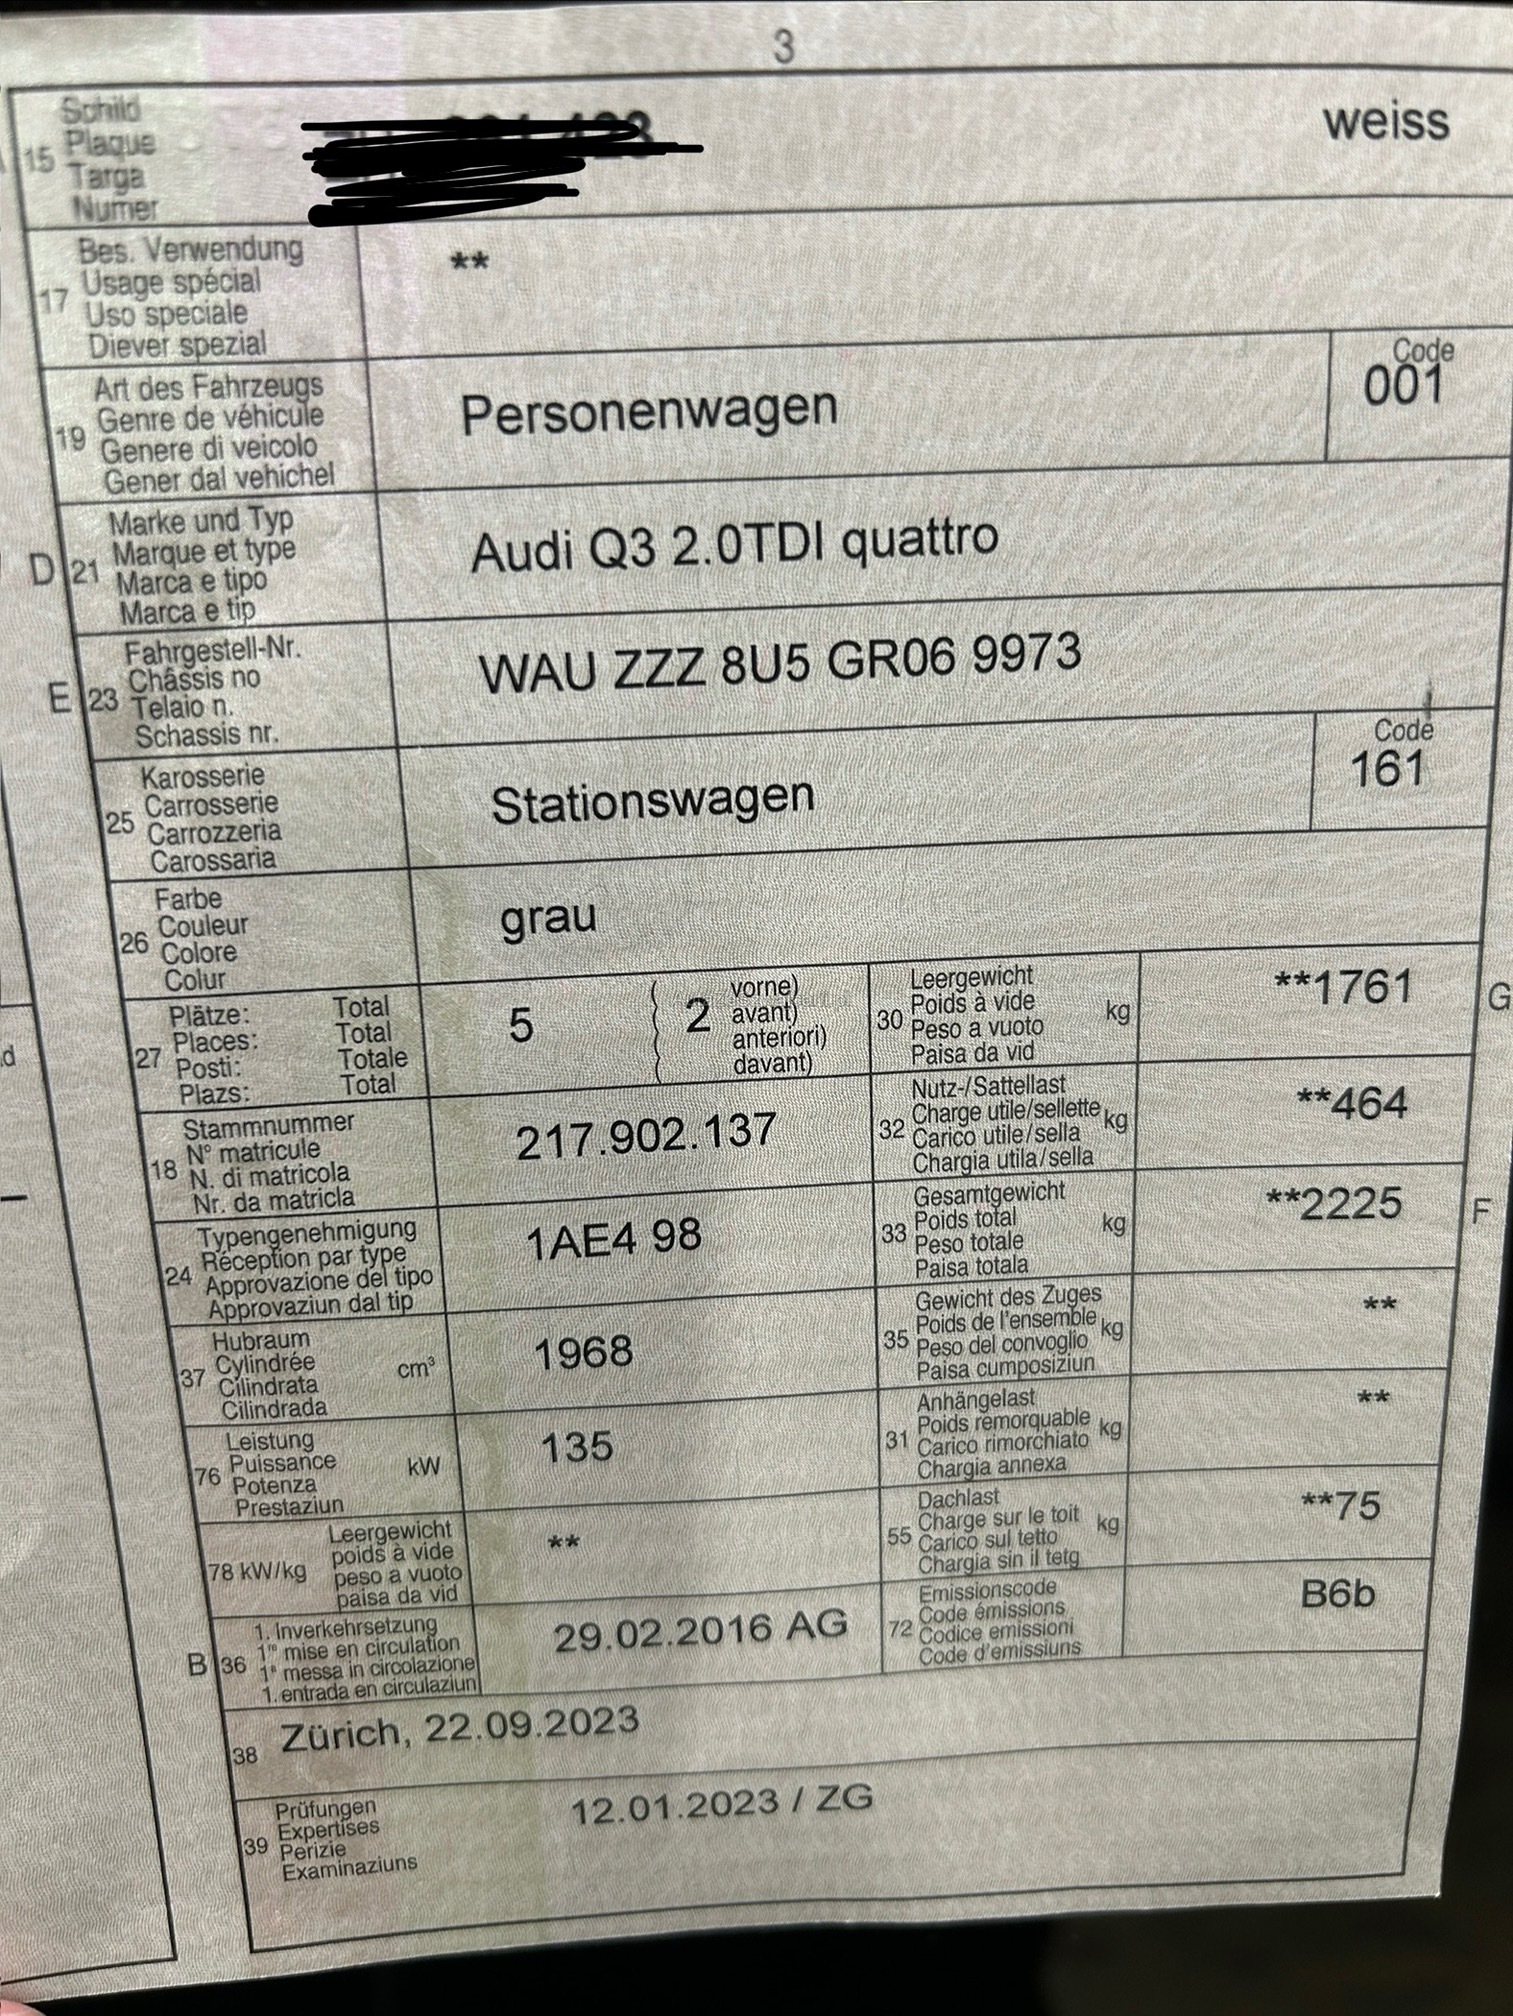 3
15 Schild Plaque Targa Numer weiss
17 Bes. Verwendung Usage spécial Uso speciale Diever spezial **
19 Art des Fahrzeugs Genre de véhicule Genere di veicolo Gener dal vehichel Personenwagen Code 001
D 21 Marke und Typ Marque et type Marca e tipo Marca e tip Audi Q3 2.0TDI quattro
E 23 Fahrgestell-Nr. Châssis no Telaio n. Schassis nr. WAU ZZZ 8U5 GR06 9973
25 Karosserie Carrosserie Carrozzeria Carossaria Stationswagen Code 161
26 Farbe Couleur Colore Colur grau
27 Plätze: Total Places: Total Posti: Totale Plazs: Total 5 2 vorne) avant) anteriori) davant)
30 Leergewicht Poids à vide Peso a vuoto Paisa da vid kg **1761 G
18 Stammnummer N° matricule N. di matricola Nr. da matricla 217.902.137
32 Nutz-/Sattellast Charge utile/sellette Carico utile/sella Chargia utila/sella kg **464
24 Typengenehmigung Réception par type Approvazione del tipo Approvaziun dal tip 1AE4 98
33 Gesamtgewicht Poids total Peso totale Paisa totala kg **2225 F
37 Hubraum Cylindrée Cilindrata Cilindrada cm³ 1968
35 Gewicht des Zuges Poids de l'ensemble Peso del convoglio Paisa cumposiziun kg **
76 Leistung Puissance Potenza Prestaziun kW 135
31 Anhängelast Poids remorquable Carico rimorchiato Chargia annexa kg **
78 kW/kg Leergewicht poids à vide peso a vuoto paisa da vid **
55 Dachlast Charge sur le toit Carico sul tetto Chargia sin il tetg kg **75
B 36 1. Inverkehrsetzung 1re mise en circulation 1a messa in circolazione 1. entrada en circulaziun 29.02.2016 AG
72 Emissionscode Code émissions Codice emissioni Code d'emissiuns B6b
38 Zürich, 22.09.2023
39 Prüfungen Expertises Perizie Examinaziuns 12.01.2023 / ZG